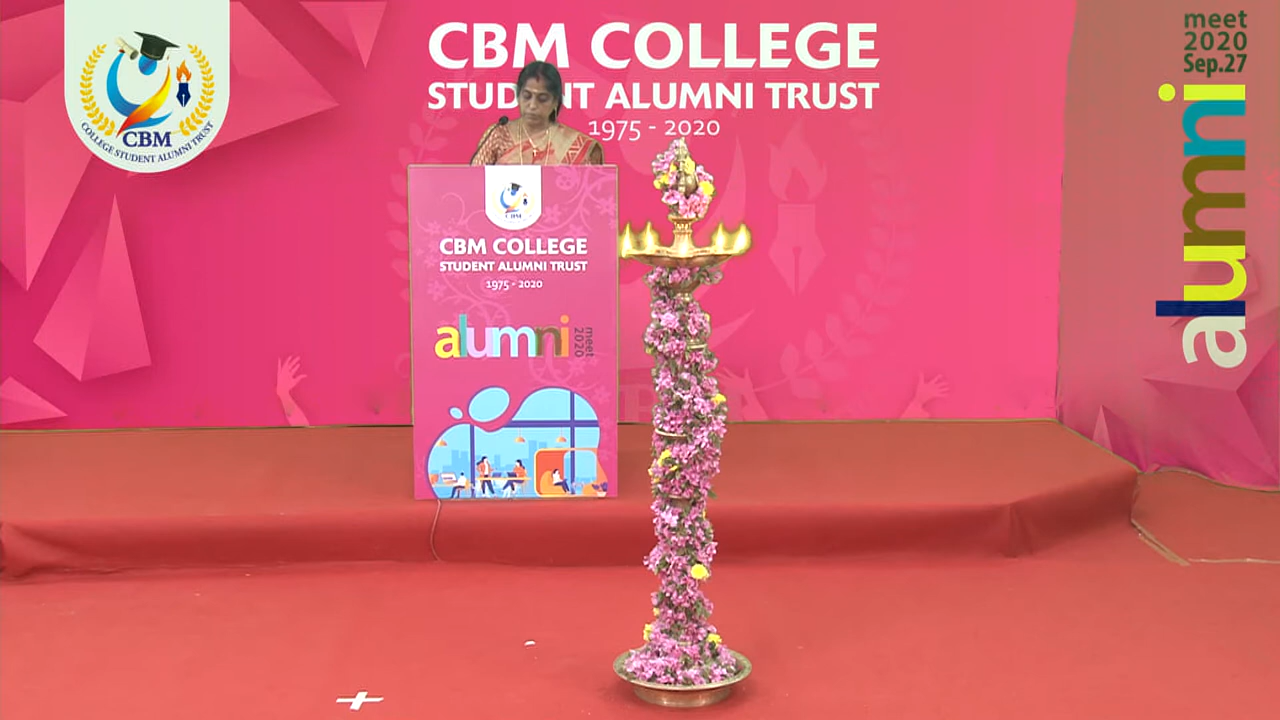 CBM
COLLEGE STUDENT ALUMNI TRUST
CBM COLLEGE
STUDENT ALUMNI TRUST
1975 - 2020
meet
2020
Sep.27
alumni
CBM
CBM COLLEGE
STUDENT ALUMNI TRUST
1975 - 2020
alumni
meet
2020